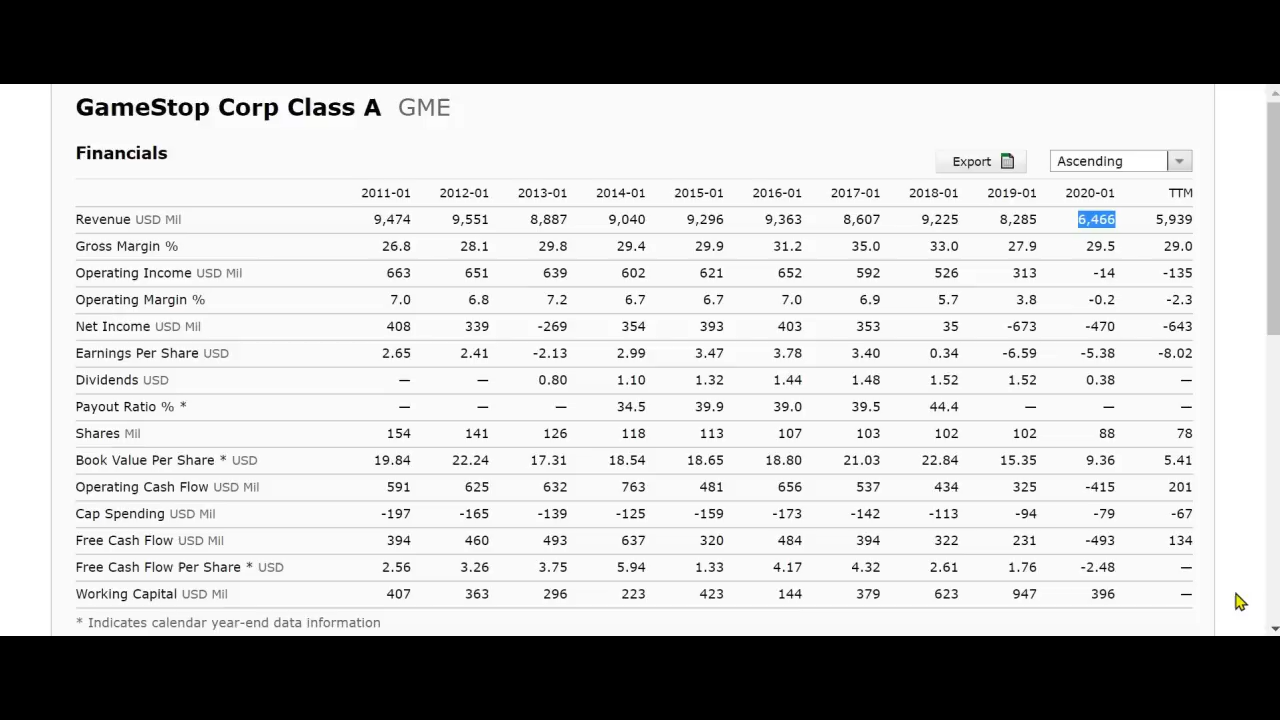 GameStop Corp Class A GME
Financials
Export Ascending
2011-01 2012-01 2013-01 2014-01 2015-01 2016-01 2017-01 2018-01 2019-01 2020-01 TTM
Revenue USD Mil 9,474 9,551 8,887 9,040 9,296 9,363 8,607 9,225 8,285 6,466 5,939
Gross Margin % 26.8 28.1 29.8 29.4 29.9 31.2 35.0 33.0 27.9 29.5 29.0
Operating Income USD Mil 663 651 639 602 621 652 592 526 313 -14 -135
Operating Margin % 7.0 6.8 7.2 6.7 6.7 7.0 6.9 5.7 3.8 -0.2 -2.3
Net Income USD Mil 408 339 -269 354 393 403 353 35 -673 -470 -643
Earnings Per Share USD 2.65 2.41 -2.13 2.99 3.47 3.78 3.40 0.34 -6.59 -5.38 -8.02
Dividends USD — — 0.80 1.10 1.32 1.44 1.48 1.52 1.52 0.38 —
Payout Ratio % * — — — 34.5 39.9 39.0 39.5 44.4 — — —
Shares Mil 154 141 126 118 113 107 103 102 102 88 78
Book Value Per Share * USD 19.84 22.24 17.31 18.54 18.65 18.80 21.03 22.84 15.35 9.36 5.41
Operating Cash Flow USD Mil 591 625 632 763 481 656 537 434 325 -415 201
Cap Spending USD Mil -197 -165 -139 -125 -159 -173 -142 -113 -94 -79 -67
Free Cash Flow USD Mil 394 460 493 637 320 484 394 322 231 -493 134
Free Cash Flow Per Share * USD 2.56 3.26 3.75 5.94 1.33 4.17 4.32 2.61 1.76 -2.48 —
Working Capital USD Mil 407 363 296 223 423 144 379 623 947 396 —
* Indicates calendar year-end data information